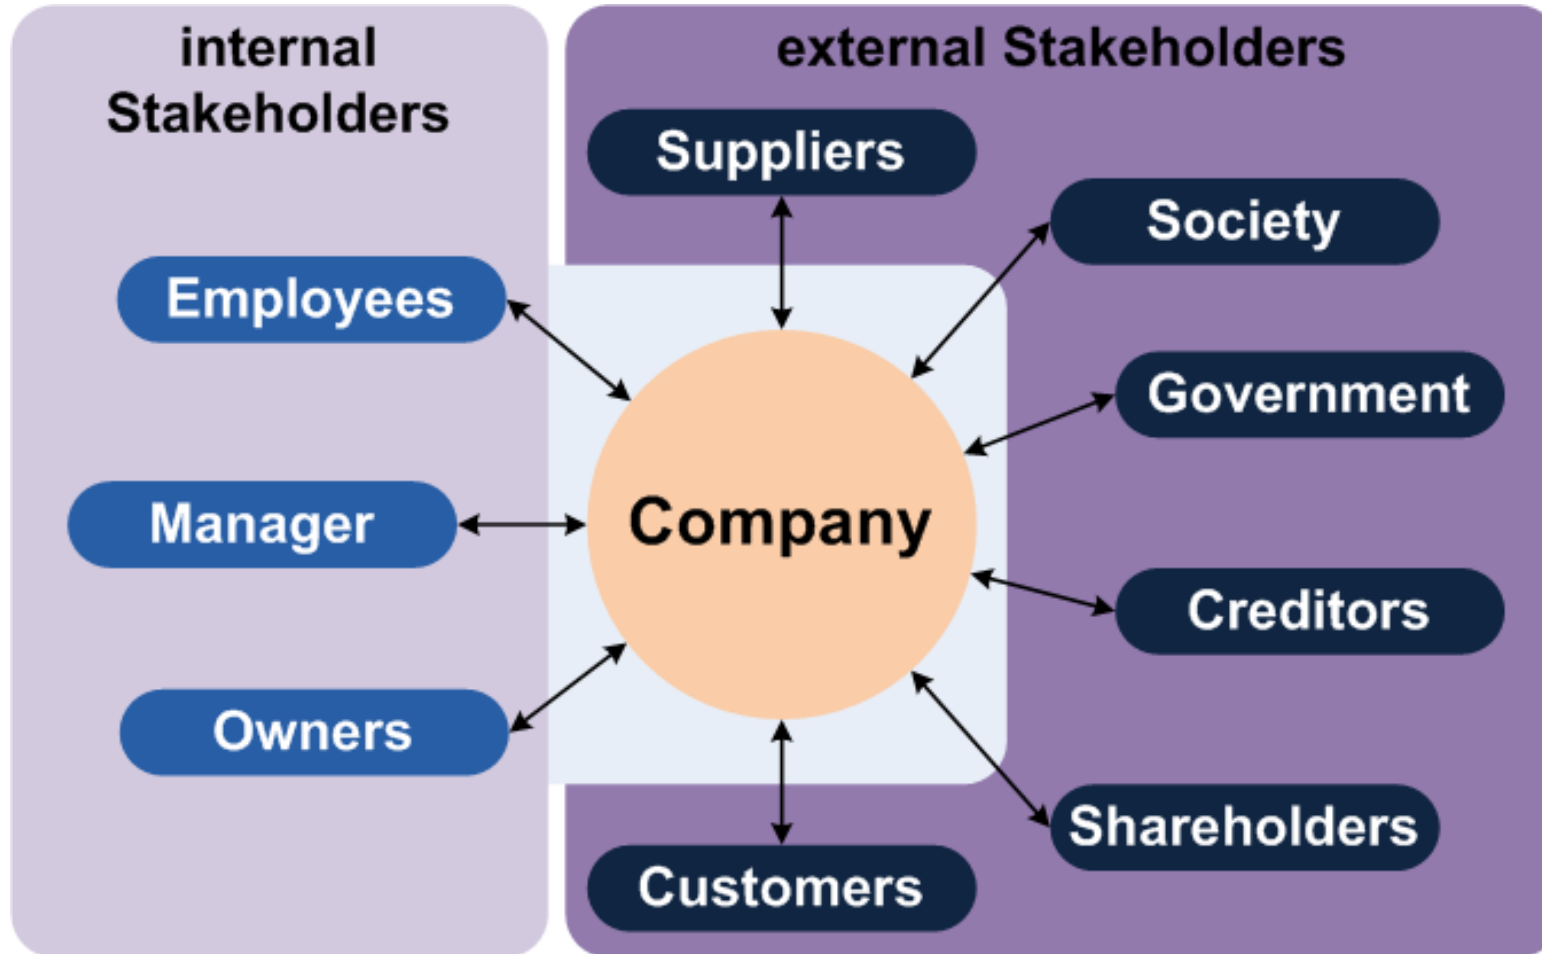 internal
Stakeholders
external Stakeholders
Suppliers
Society
Employees
Government
Manager
Company
Creditors
Owners
Shareholders
Customers